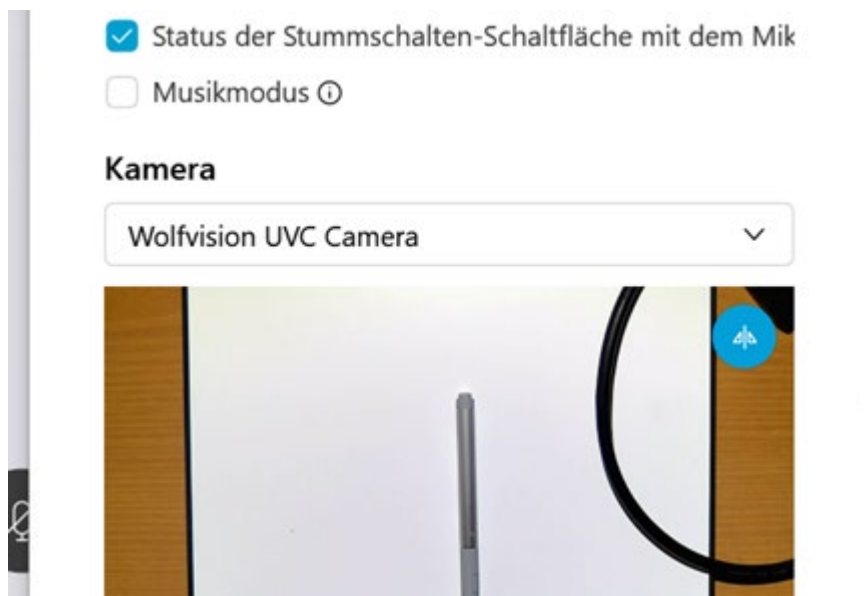 Status der Stummschalten-Schaltfläche mit dem Mik
Musikmodus
Kamera
Wolfvision UVC Camera